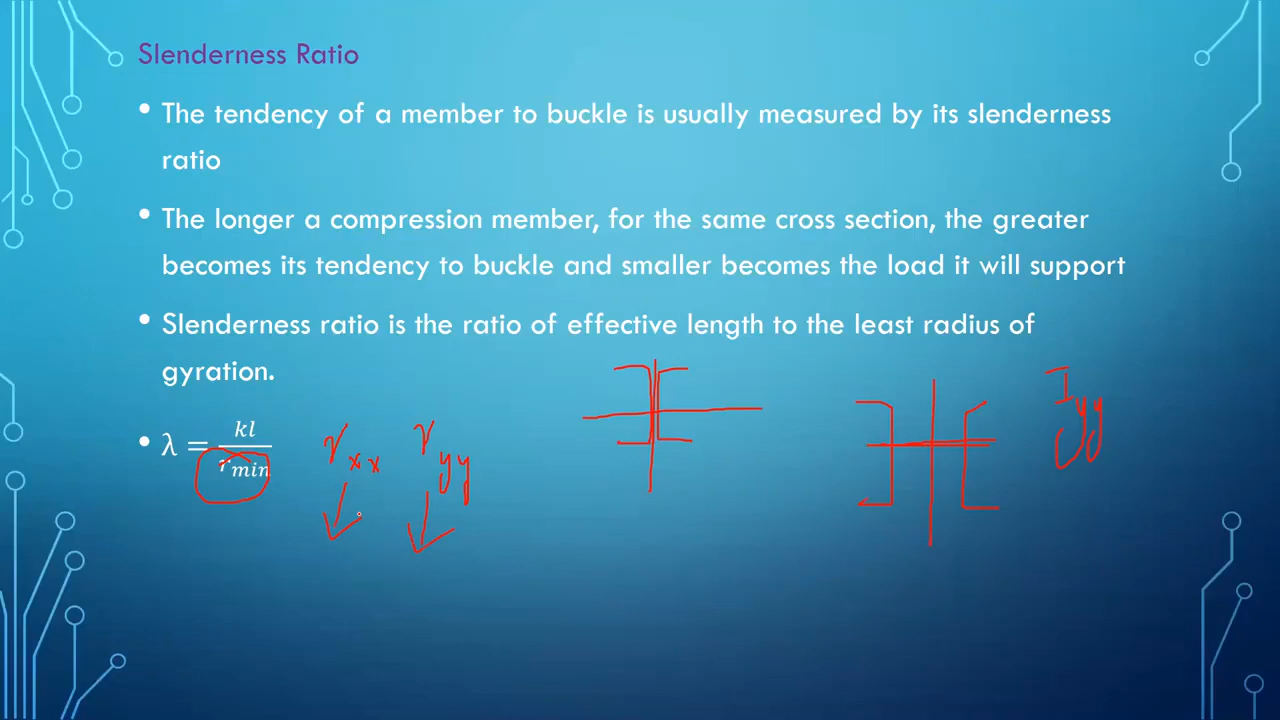 Slenderness Ratio
• The tendency of a member to buckle is usually measured by its slenderness
ratio
• The longer a compression member, for the same cross section, the greater
becomes its tendency to buckle and smaller becomes the load it will support
• Slenderness ratio is the ratio of effective length to the least radius of
gyration.
• λ = kl / r_min
r_xx r_yy
I_yy